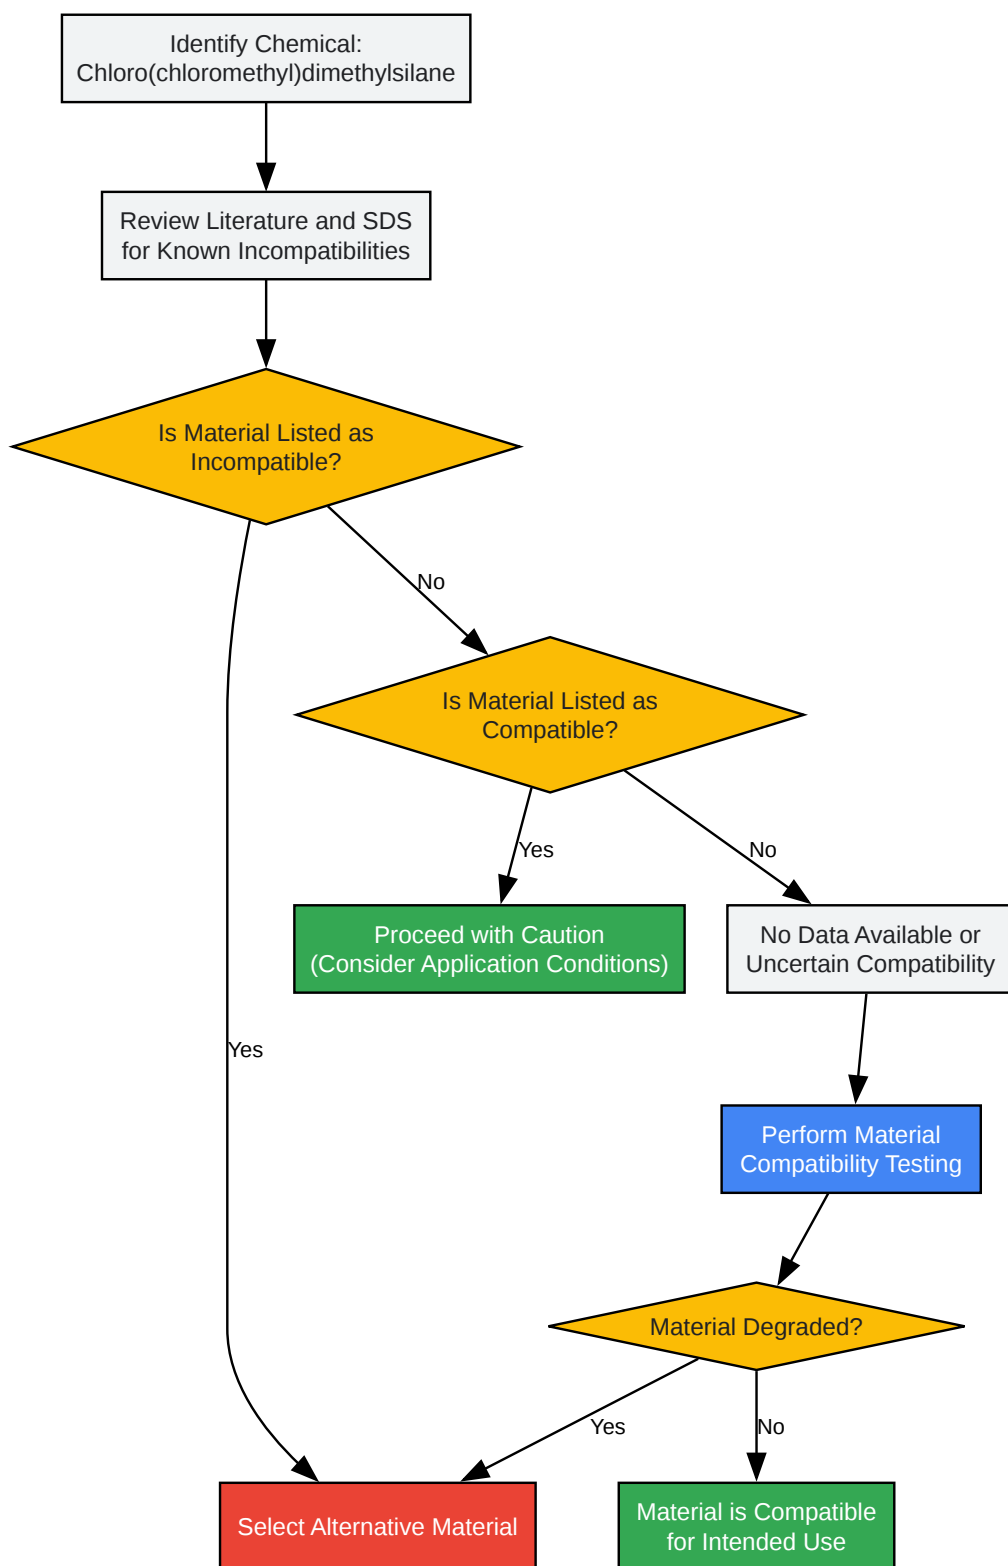 Identify Chemical:
Chloro(chloromethyl)dimethylsilane
Review Literature and SDS
for Known Incompatibilities
Is Material Listed as
Incompatible?
No
Is Material Listed as
Compatible?
Yes
No
Proceed with Caution
(Consider Application Conditions)
No Data Available or
Uncertain Compatibility
Yes
Perform Material
Compatibility Testing
Material Degraded?
Yes
No
Select Alternative Material
Material is Compatible
for Intended Use